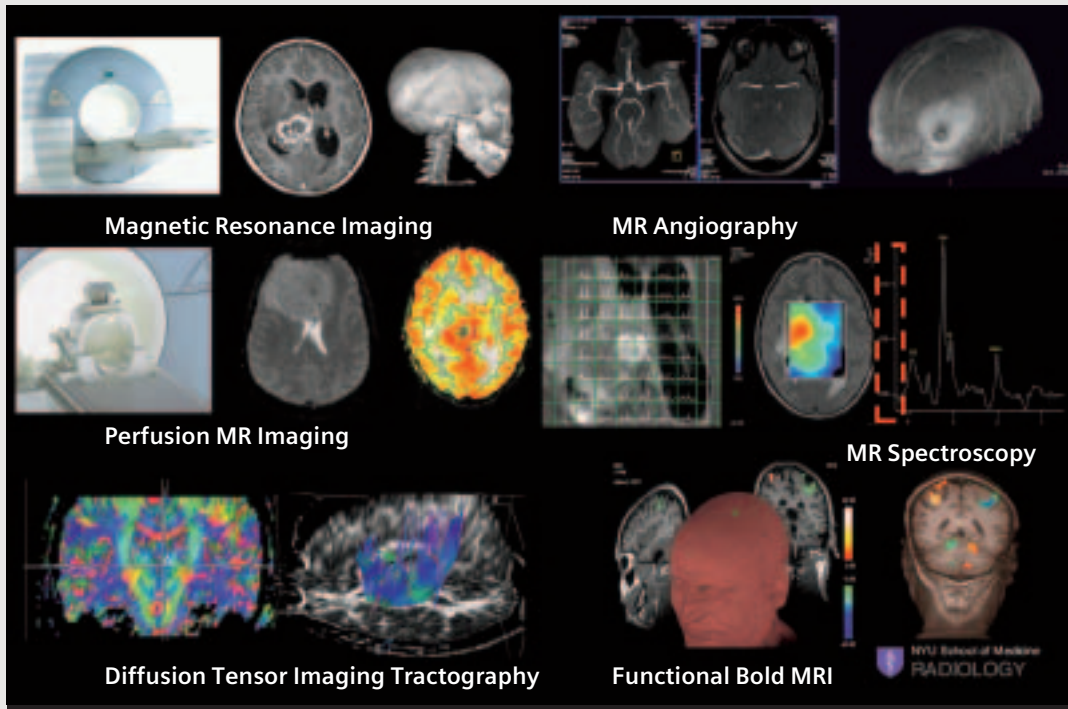 Magnetic Resonance Imaging
MR Angiography
Perfusion MR Imaging
MR Spectroscopy
Diffusion Tensor Imaging Tractography
Functional Bold MRI
NYU School of Medicine
RADIOLOGY